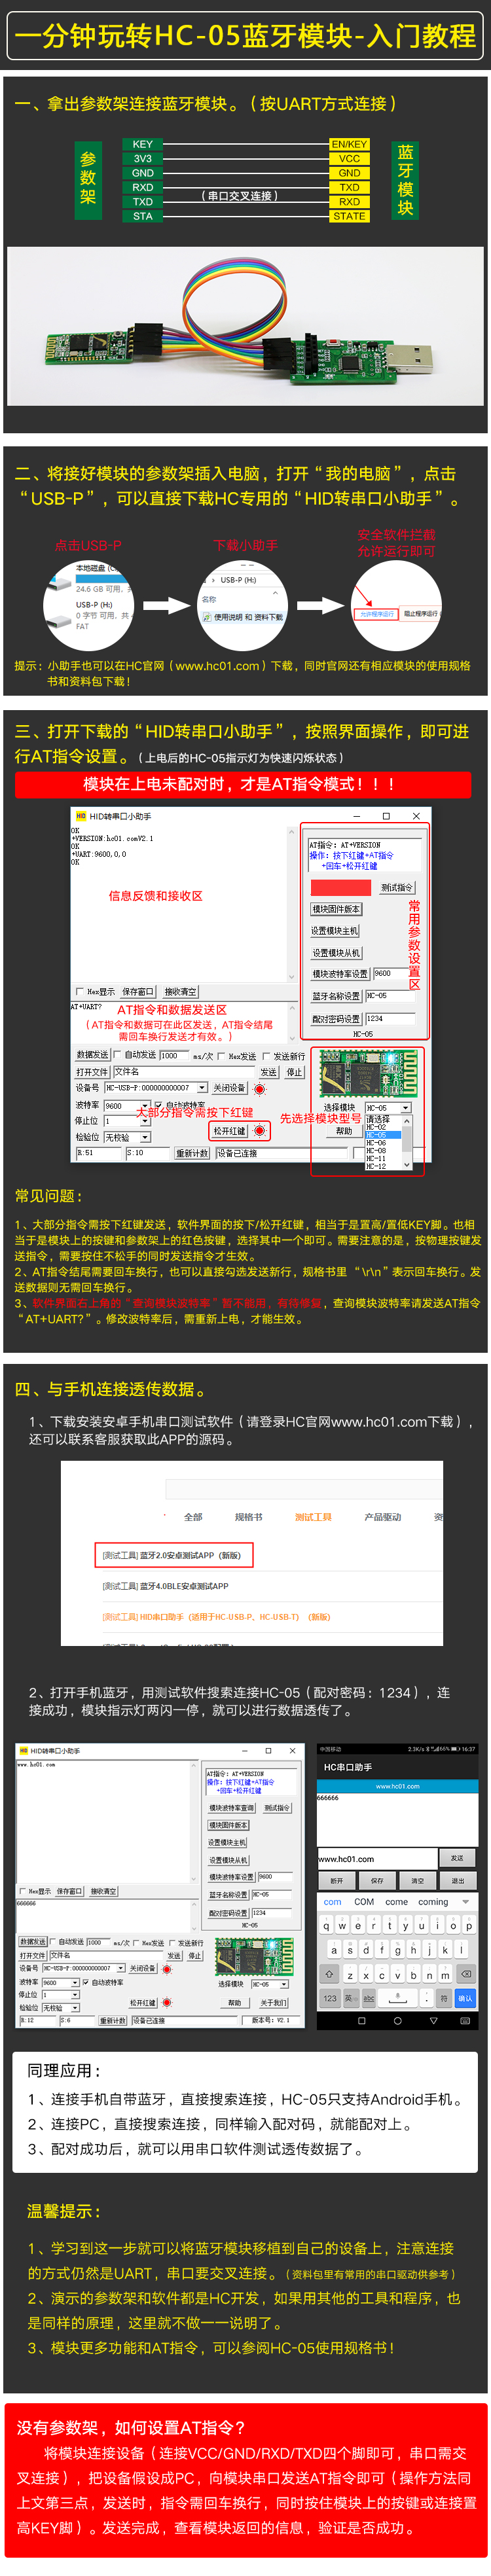 一分钟玩转HC-05蓝牙模块-入门教程
一、拿出参数架连接蓝牙模块。（按UART方式连接）
参数架
KEY
3V3
GND
RXD
TXD
STA
（串口交叉连接）
EN/KEY
VCC
GND
TXD
RXD
STATE
蓝牙模块
二、将接好模块的参数架插入电脑，打开“我的电脑”，点击
“USB-P”，可以直接下载HC专用的“HID转串口小助手”。
点击USB-P
下载小助手
安全软件拦截
允许运行即可
本地磁盘 (C
24.6 GB 可用，共
USB-P (H:)
0 字节 可用，共
FAT
› USB-P (H:)
名称
使用说明 和 资料下载
允许程序运行
阻止程序运行
提示：小助手也可以在HC官网（www.hc01.com）下载，同时官网还有相应模块的使用规格
书和资料包下载！
三、打开下载的“HID转串口小助手”，按照界面操作，即可进
行AT指令设置。（上电后的HC-05指示灯为快速闪烁状态）
模块在上电未配对时，才是AT指令模式！！！
HID转串口小助手
OK
+VERSION:hc01.comV2.1
OK
+UART:9600,0,0
OK
信息反馈和接收区
AT指令：AT+VERSION
操作：按下红键+AT指令
+回车+松开红键
测试指令
模块固件版本
设置模块主机
设置模块从机
模块波特率设置 9600
蓝牙名称设置 HC-05
配对密码设置 1234
HC-05
常用参数设置区
Hex显示 保存窗口 接收清空
AT+UART?
AT指令和数据发送区
（AT指令和数据可在此区发送，AT指令结尾
需回车换行发送才有效。）
数据发送 自动发送 1000 ms/次 Hex发送 发送新行
打开文件 文件名 发送 停止
设备号 HC-USB-P:000000000007 关闭设备
波特率 9600 自动波特率
大部分指令需按下红键
停止位 1
检验位 无校验
松开红键
先选择模块型号
选择模块 HC-05
帮助
请选择
HC-02
HC-05
HC-06
HC-08
HC-11
HC-12
R:51 S:10 重新计数 设备已连接
常见问题：
1、大部分指令需按下红键发送，软件界面的按下/松开红键，相当于是置高/置低KEY脚。也相
当于是模块上的按键和参数架上的红色按键，选择其中一个即可。需要注意的是，按物理按键发
送指令，需要按住不松手的同时发送指令才生效。
2、AT指令结尾需要回车换行，也可以直接勾选发送新行，规格书里“\r\n”表示回车换行。发
送数据则无需回车换行。
3、软件界面右上角的“查询模块波特率”暂不能用，有待修复，查询模块波特率请发送AT指令
“AT+UART?”。修改波特率后，需重新上电，才能生效。
四、与手机连接透传数据。
1、下载安装安卓手机串口测试软件（请登录HC官网www.hc01.com下载），
还可以联系客服获取此APP的源码。
全部 规格书 测试工具 产品驱动 资
[测试工具] 蓝牙2.0安卓测试APP（新版）
[测试工具] 蓝牙4.0BLE安卓测试APP
[测试工具] HID串口助手（适用于HC-USB-P、HC-USB-T）（新版）
2、打开手机蓝牙，用测试软件搜索连接HC-05（配对密码：1234），连
接成功，模块指示灯两闪一停，就可以进行数据透传了。
HID转串口小助手
www.hc01.com
AT指令：AT+VERSION
操作：按下红键+AT指令
+回车+松开红键
模块波特率查询 测试指令
模块固件版本
设置模块主机
设置模块从机
模块波特率设置 9600
蓝牙名称设置 HC-05
配对密码设置 1234
HC-05
Hex显示 保存窗口 接收清空
666666
数据发送 自动发送 1000 ms/次 Hex发送 发送新行
打开文件 文件名 发送 停止
设备号 HC-USB-P:000000000007 关闭设备
波特率 9600 自动波特率
停止位 1
检验位 无校验
松开红键
选择模块 HC-05
帮助 关于我们
R:12 S:6 重新计数 设备已连接 版本号：V2.1
中国移动 2.3K/s 66% 16:37
HC串口助手
www.hc01.com
666666
www.hc01.com 发送
断开 保存 清空 退出
com COM come coming
q w e r t y u i o p
a s d f g h j k l
z x c v b n m
123 英 符 确认
同理应用：
1、连接手机自带蓝牙，直接搜索连接，HC-05只支持Android手机。
2、连接PC，直接搜索连接，同样输入配对码，就能配对上。
3、配对成功后，就可以用串口软件测试透传数据了。
温馨提示：
1、学习到这一步就可以将蓝牙模块移植到自己的设备上，注意连接
的方式仍然是UART，串口要交叉连接。（资料包里有常用的串口驱动供参考）
2、演示的参数架和软件都是HC开发，如果用其他的工具和程序，也
是同样的原理，这里就不做一一说明了。
3、模块更多功能和AT指令，可以参阅HC-05使用规格书！
没有参数架，如何设置AT指令？
将模块连接设备（连接VCC/GND/RXD/TXD四个脚即可，串口需交
叉连接），把设备假设成PC，向模块串口发送AT指令即可（操作方法同
上文第三点，发送时，指令需回车换行，同时按住模块上的按键或连接置
高KEY脚）。发送完成，查看模块返回的信息，验证是否成功。